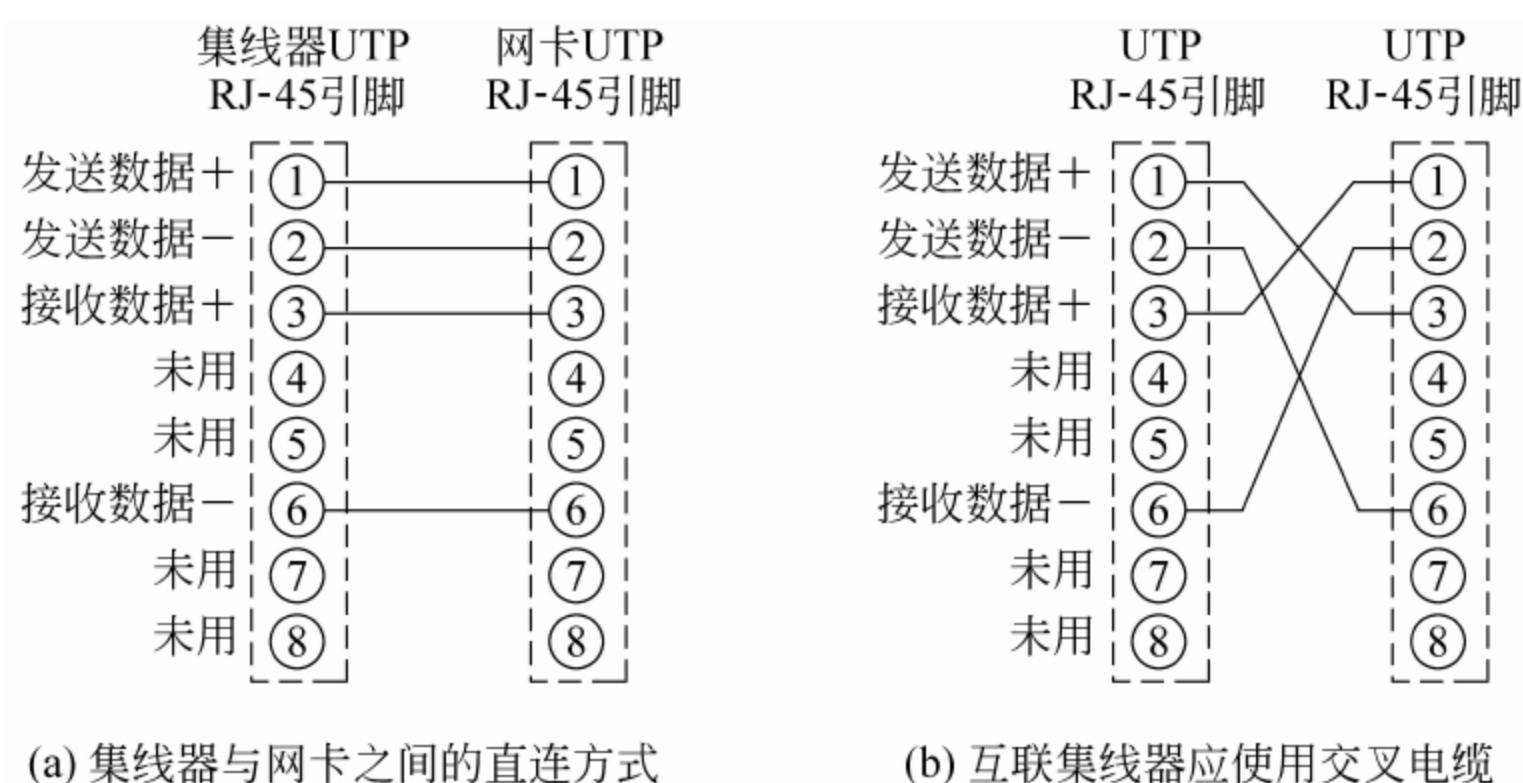 集线器UTP
RJ-45引脚
网卡UTP
RJ-45引脚
发送数据＋ ① ①
发送数据－ ② ②
接收数据＋ ③ ③
未用 ④ ④
未用 ⑤ ⑤
接收数据－ ⑥ ⑥
未用 ⑦ ⑦
未用 ⑧ ⑧
(a) 集线器与网卡之间的直连方式
UTP
RJ-45引脚
UTP
RJ-45引脚
发送数据＋ ① ①
发送数据－ ② ②
接收数据＋ ③ ③
未用 ④ ④
未用 ⑤ ⑤
接收数据－ ⑥ ⑥
未用 ⑦ ⑦
未用 ⑧ ⑧
(b) 互联集线器应使用交叉电缆